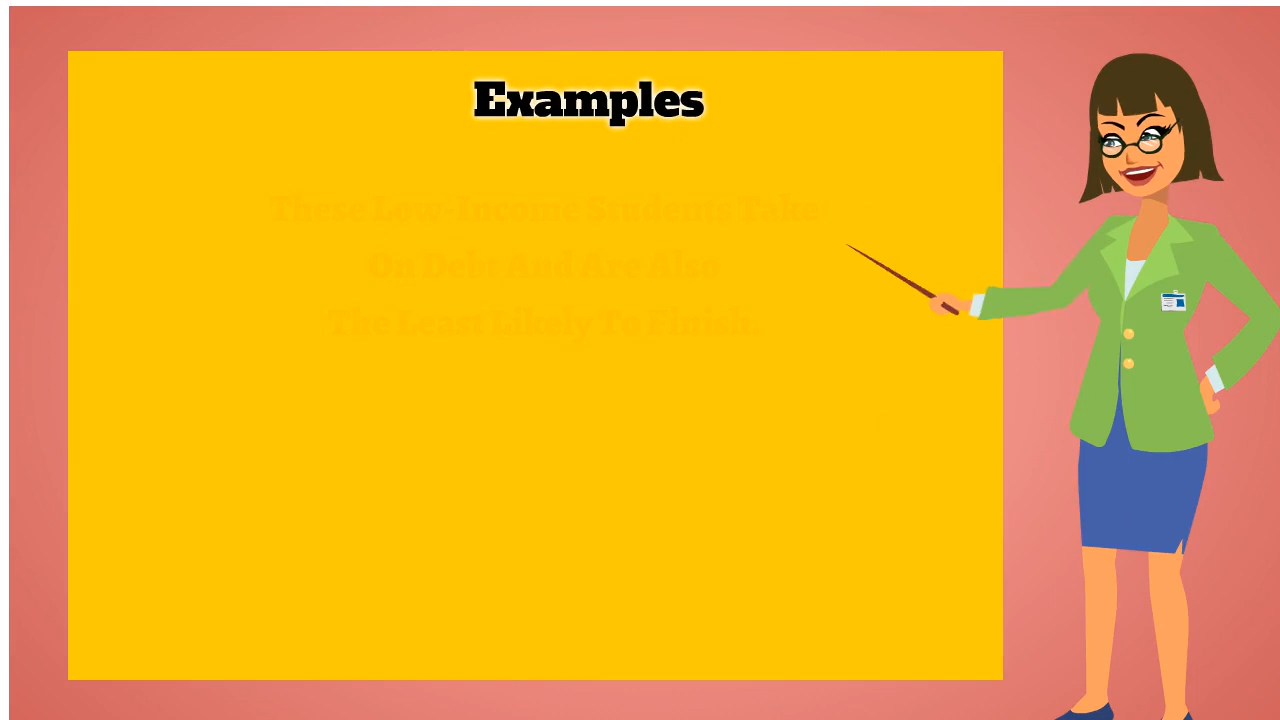 Examples
These Low-Income Students Take
On Debt And Are Also
The Least Likely To Finish.